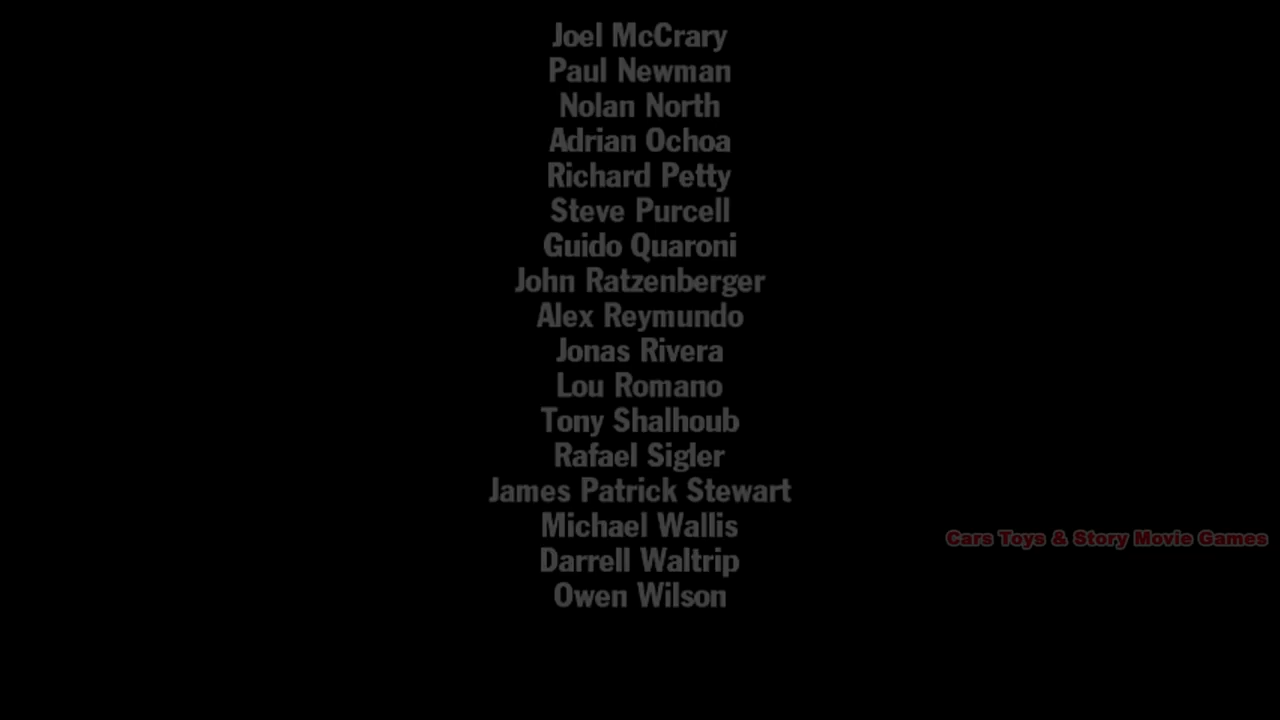 Joel McCrary
Paul Newman
Nolan North
Adrian Ochoa
Richard Petty
Steve Purcell
Guido Quaroni
John Ratzenberger
Alex Reymundo
Jonas Rivera
Lou Romano
Tony Shalhoub
Rafael Sigler
James Patrick Stewart
Michael Wallis
Cars Toys & Story Movie Games
Darrell Waltrip
Owen Wilson